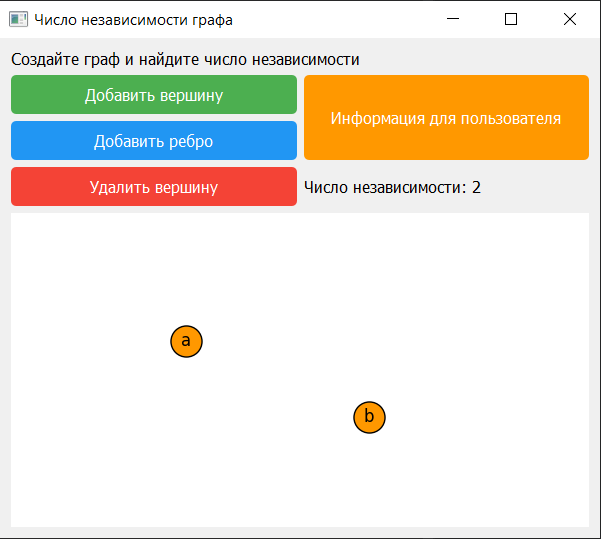 Число независимости графа
Создайте граф и найдите число независимости
Добавить вершину
Информация для пользователя
Добавить ребро
Удалить вершину
Число независимости: 2
a
b